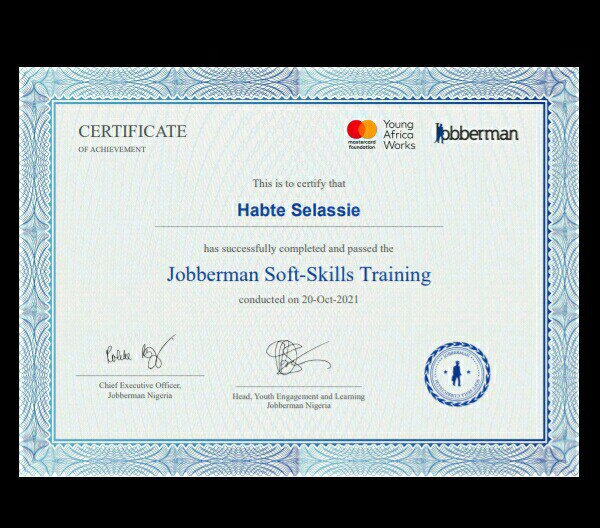 CERTIFICATE
OF ACHIEVEMENT
mastercard
foundation
Young
Africa
Works
Jobberman
This is to certify that
Habte Selassie
has successfully completed and passed the
Jobberman Soft-Skills Training
conducted on 20-Oct-2021
Chief Executive Officer,
Jobberman Nigeria
Head, Youth Engagement and Learning
Jobberman Nigeria
JOBBERMAN